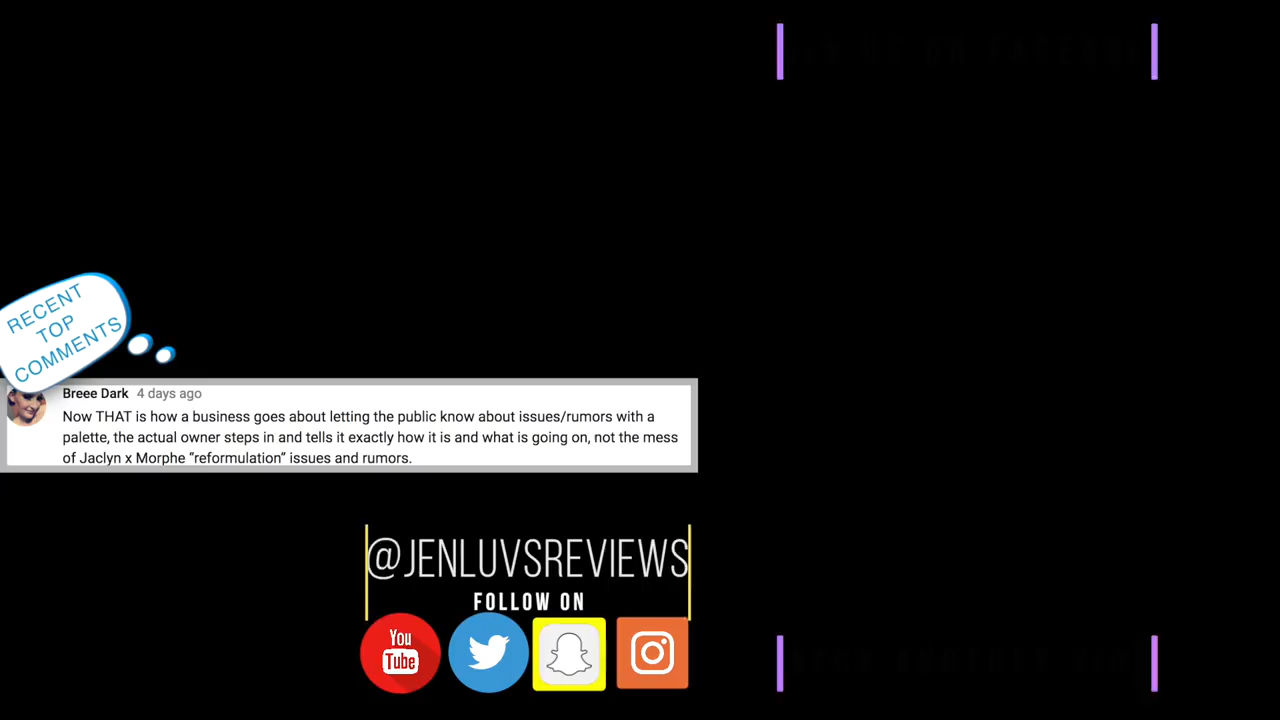 RECENT
TOP
COMMENTS
Breee Dark 4 days ago
Now THAT is how a business goes about letting the public know about issues/rumors with a
palette, the actual owner steps in and tells it exactly how it is and what is going on, not the mess
of Jaclyn x Morphe “reformulation” issues and rumors.
@JENLUVSREVIEWS
FOLLOW ON
You
Tube